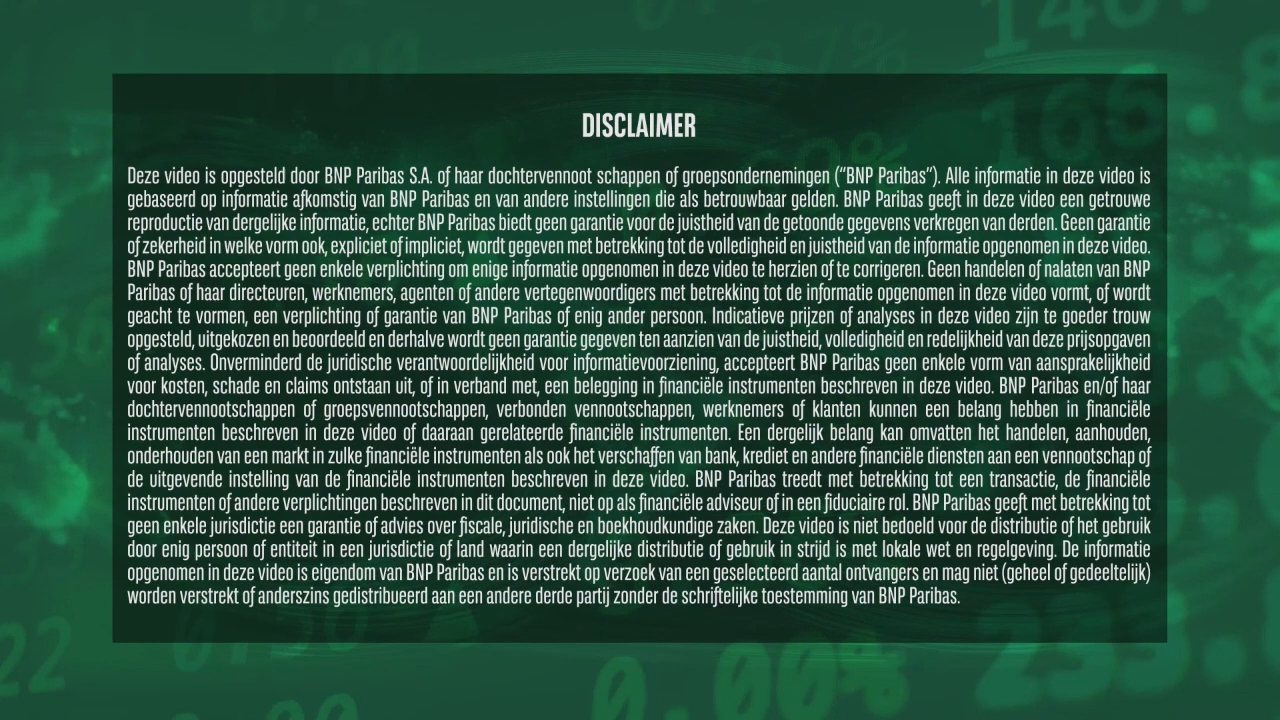 DISCLAIMER
Deze video is opgesteld door BNP Paribas S.A. of haar dochtervennoot schappen of groepsondernemingen (“BNP Paribas”). Alle informatie in deze video is
gebaseerd op informatie afkomstig van BNP Paribas en van andere instellingen die als betrouwbaar gelden. BNP Paribas geeft in deze video een getrouwe
reproductie van dergelijke informatie, echter BNP Paribas biedt geen garantie voor de juistheid van de getoonde gegevens verkregen van derden. Geen garantie
of zekerheid in welke vorm ook, expliciet of impliciet, wordt gegeven met betrekking tot de volledigheid en juistheid van de informatie opgenomen in deze video.
BNP Paribas accepteert geen enkele verplichting om enige informatie opgenomen in deze video te herzien of te corrigeren. Geen handelen of nalaten van BNP
Paribas of haar directeuren, werknemers, agenten of andere vertegenwoordigers met betrekking tot de informatie opgenomen in deze video vormt, of wordt
geacht te vormen, een verplichting of garantie van BNP Paribas of enig ander persoon. Indicatieve prijzen of analyses in deze video zijn te goeder trouw
opgesteld, uitgekozen en beoordeeld en derhalve wordt geen garantie gegeven ten aanzien van de juistheid, volledigheid en redelijkheid van deze prijsopgaven
of analyses. Onverminderd de juridische verantwoordelijkheid voor informatievoorziening, accepteert BNP Paribas geen enkele vorm van aansprakelijkheid
voor kosten, schade en claims ontstaan uit, of in verband met, een belegging in financiële instrumenten beschreven in deze video. BNP Paribas en/of haar
dochtervennootschappen of groepsvennootschappen, verbonden vennootschappen, werknemers of klanten kunnen een belang hebben in financiële
instrumenten beschreven in deze video of daaraan gerelateerde financiële instrumenten. Een dergelijk belang kan omvatten het handelen, aanhouden,
onderhouden van een markt in zulke financiële instrumenten als ook het verschaffen van bank, krediet en andere financiële diensten aan een vennootschap of
de uitgevende instelling van de financiële instrumenten beschreven in deze video. BNP Paribas treedt met betrekking tot een transactie, de financiële
instrumenten of andere verplichtingen beschreven in dit document, niet op als financiële adviseur of in een fiduciaire rol. BNP Paribas geeft met betrekking tot
geen enkele jurisdictie een garantie of advies over fiscale, juridische en boekhoudkundige zaken. Deze video is niet bedoeld voor de distributie of het gebruik
door enig persoon of entiteit in een jurisdictie of land waarin een dergelijke distributie of gebruik in strijd is met lokale wet en regelgeving. De informatie
opgenomen in deze video is eigendom van BNP Paribas en is verstrekt op verzoek van een geselecteerd aantal ontvangers en mag niet (geheel of gedeeltelijk)
worden verstrekt of anderszins gedistribueerd aan een andere derde partij zonder de schriftelijke toestemming van BNP Paribas.
0.00%